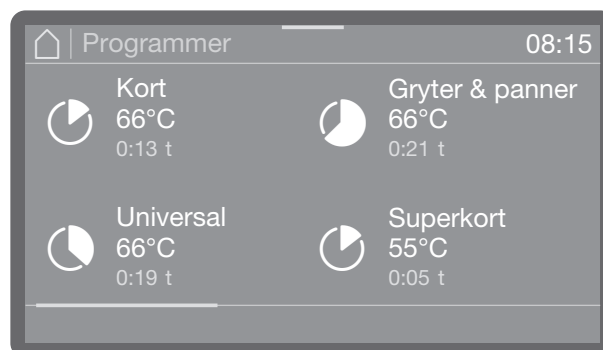 Programmer
08:15
Kort
66°C
0:13 t
Gryter & panner
66°C
0:21 t
Universal
66°C
0:19 t
Superkort
55°C
0:05 t